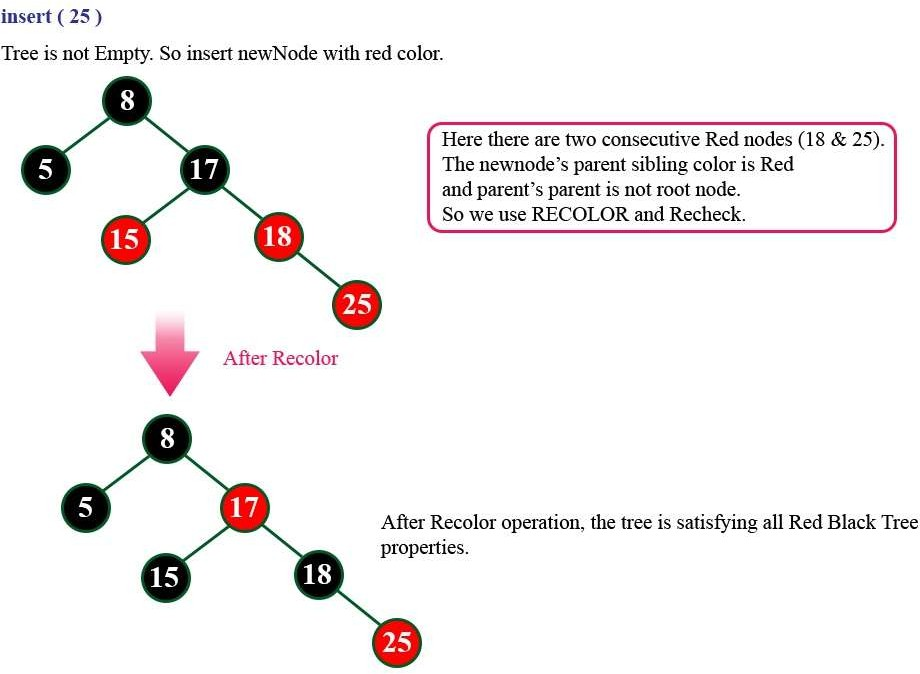 insert ( 25 )
Tree is not Empty. So insert newNode with red color.
8
5
17
15
18
25
Here there are two consecutive Red nodes (18 & 25).
The newnode's parent sibling color is Red
and parent's parent is not root node.
So we use RECOLOR and Recheck.
After Recolor
8
5
17
15
18
25
After Recolor operation, the tree is satisfying all Red Black Tree
properties.